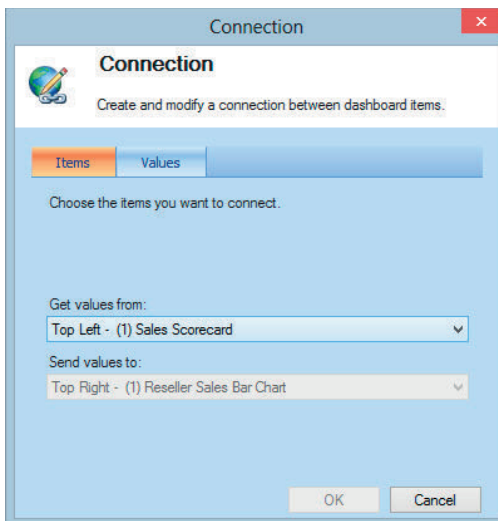 Connection
Connection
Create and modify a connection between dashboard items.
Items Values
Choose the items you want to connect.
Get values from:
Top Left - (1) Sales Scorecard
Send values to:
Top Right - (1) Reseller Sales Bar Chart
OK Cancel